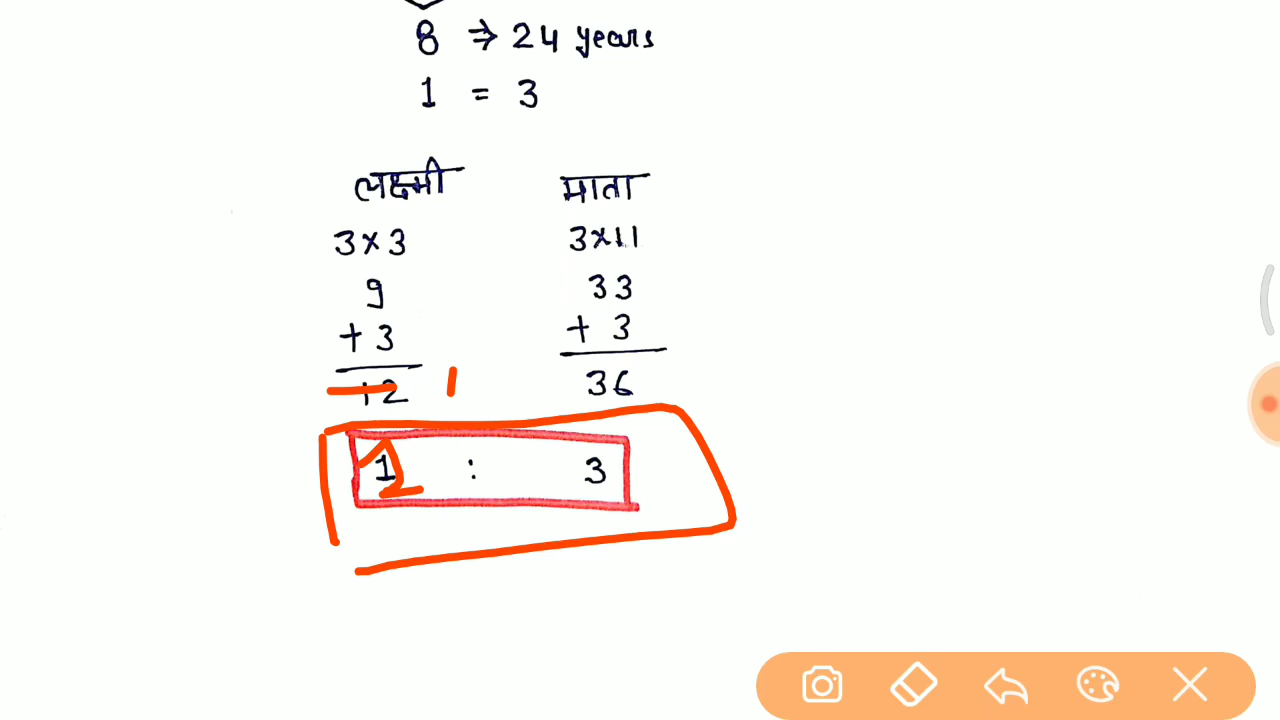 8 ⇒ 24 years
1 = 3
लक्ष्मी माता
3×3 3×11
9 33
+3 +3
12 36
1
1 : 3